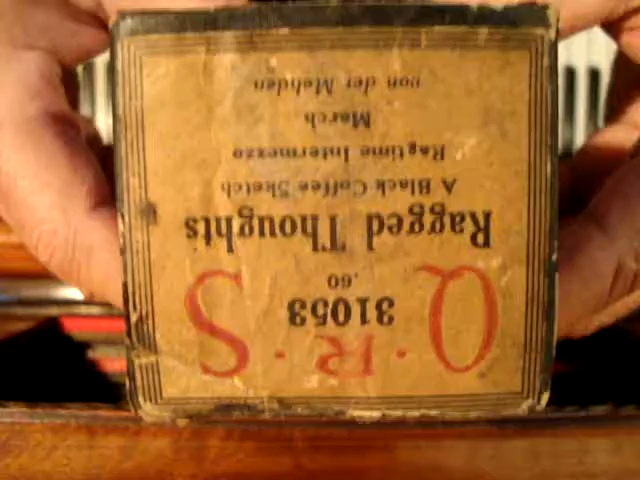 Q·R·S
31053
.60
Ragged Thoughts
A Black Coffee Sketch
Ragtime Intermezzo
March
von der Mehden